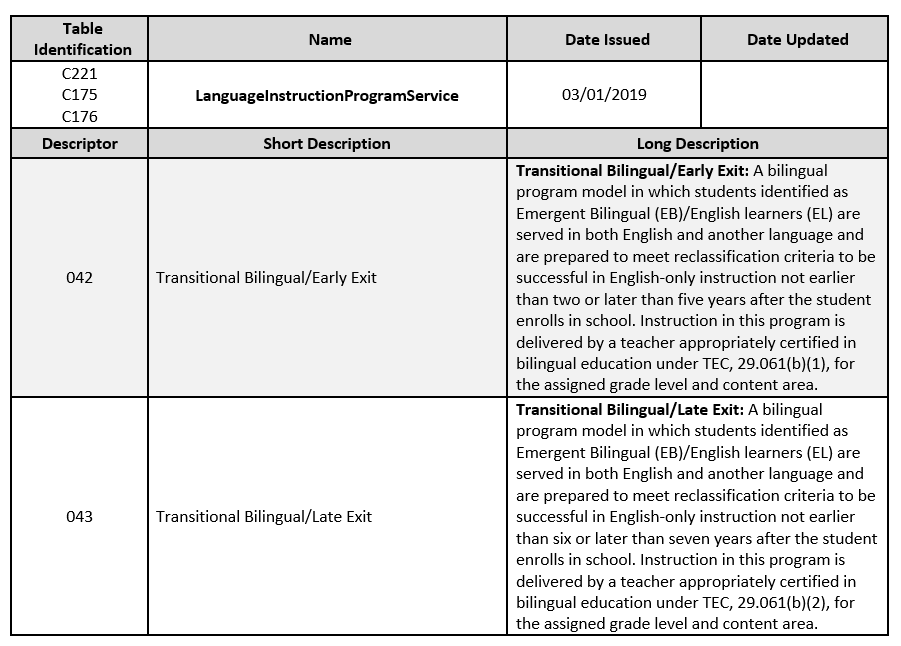 Table
Identification
Name
Date Issued
Date Updated
C221
C175
C176
LanguageInstructionProgramService
03/01/2019
Descriptor
Short Description
Long Description
042
Transitional Bilingual/Early Exit
Transitional Bilingual/Early Exit: A bilingual
program model in which students identified as
Emergent Bilingual (EB)/English learners (EL) are
served in both English and another language and
are prepared to meet reclassification criteria to be
successful in English-only instruction not earlier
than two or later than five years after the student
enrolls in school. Instruction in this program is
delivered by a teacher appropriately certified in
bilingual education under TEC, 29.061(b)(1), for
the assigned grade level and content area.
043
Transitional Bilingual/Late Exit
Transitional Bilingual/Late Exit: A bilingual
program model in which students identified as
Emergent Bilingual (EB)/English learners (EL) are
served in both English and another language and
are prepared to meet reclassification criteria to be
successful in English-only instruction not earlier
than six or later than seven years after the student
enrolls in school. Instruction in this program is
delivered by a teacher appropriately certified in
bilingual education under TEC, 29.061(b)(2), for
the assigned grade level and content area.